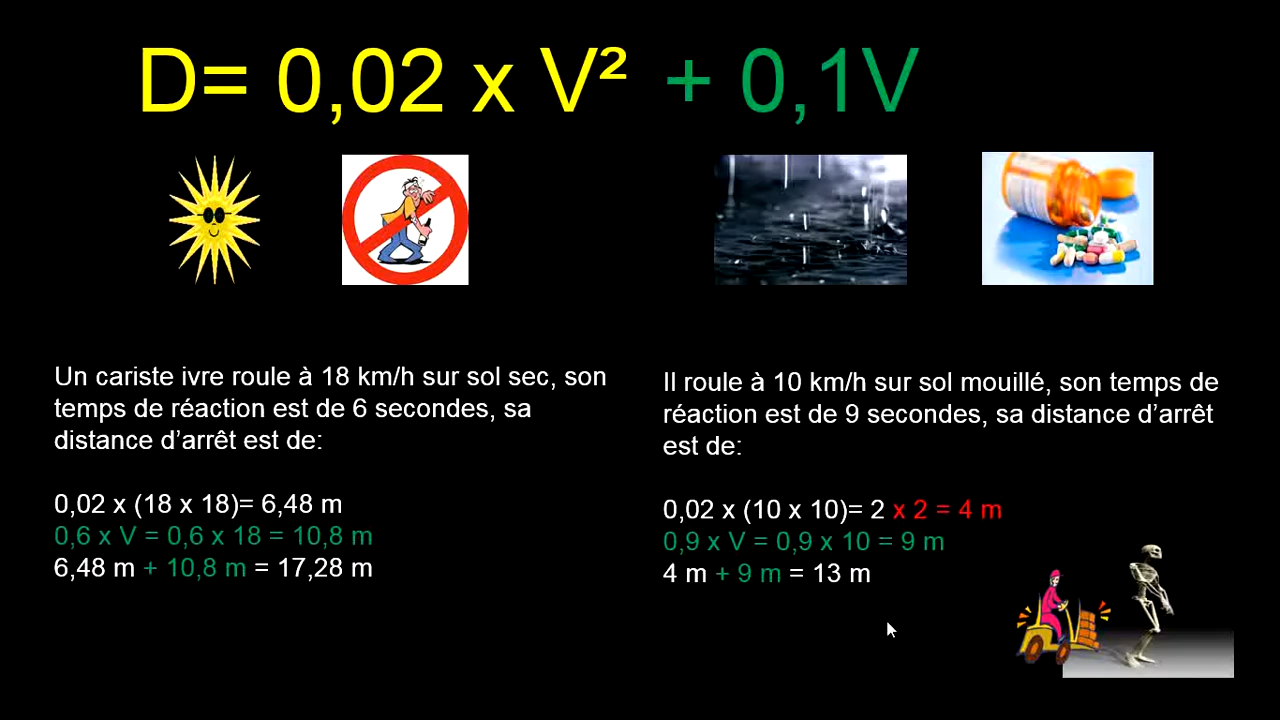 D= 0,02 x V² + 0,1V
Un cariste ivre roule à 18 km/h sur sol sec, son
temps de réaction est de 6 secondes, sa
distance d’arrêt est de:
0,02 x (18 x 18)= 6,48 m
0,6 x V = 0,6 x 18 = 10,8 m
6,48 m + 10,8 m = 17,28 m
Il roule à 10 km/h sur sol mouillé, son temps de
réaction est de 9 secondes, sa distance d’arrêt
est de:
0,02 x (10 x 10)= 2 x 2 = 4 m
0,9 x V = 0,9 x 10 = 9 m
4 m + 9 m = 13 m